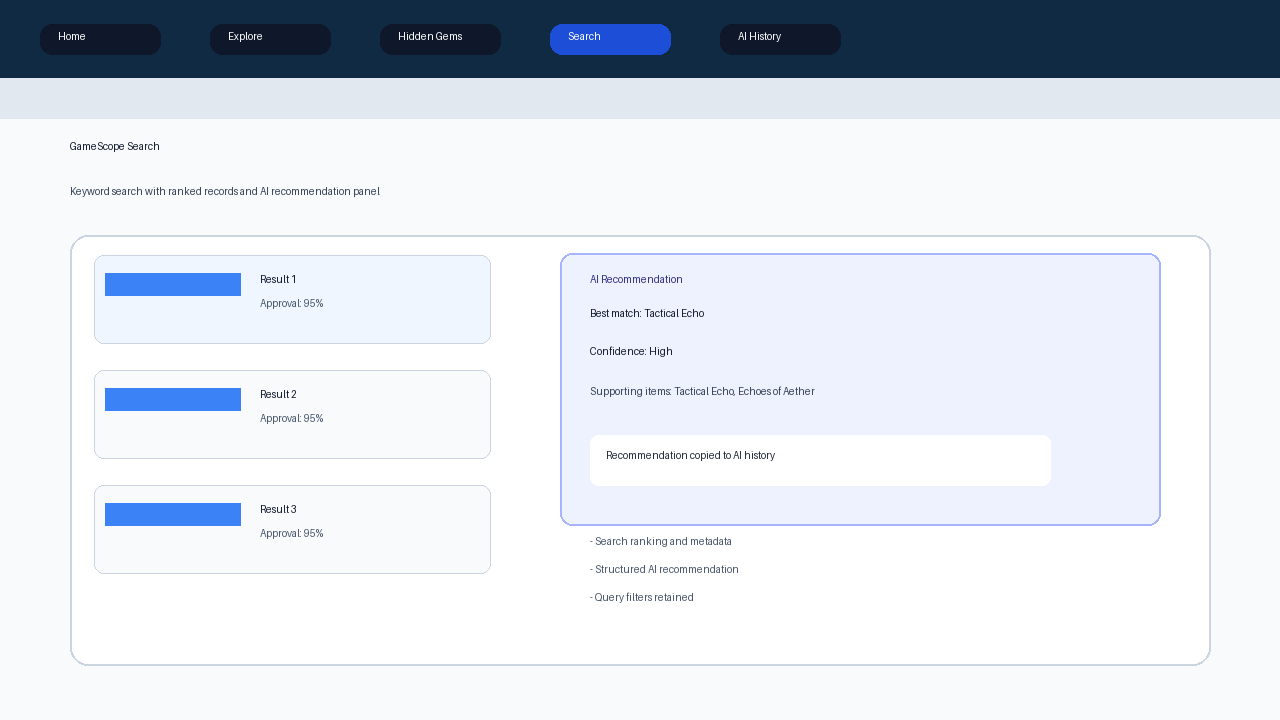 Home
Explore
Hidden Gems
Search
AI History
GameScope Search
Keyword search with ranked records and AI recommendation panel
Result 1
Approval: 95%
Result 2
Approval: 95%
Result 3
Approval: 95%
AI Recommendation
Best match: Tactical Echo
Confidence: High
Supporting items: Tactical Echo, Echoes of Aether
Recommendation copied to AI history
- Search ranking and metadata
- Structured AI recommendation
- Query filters retained